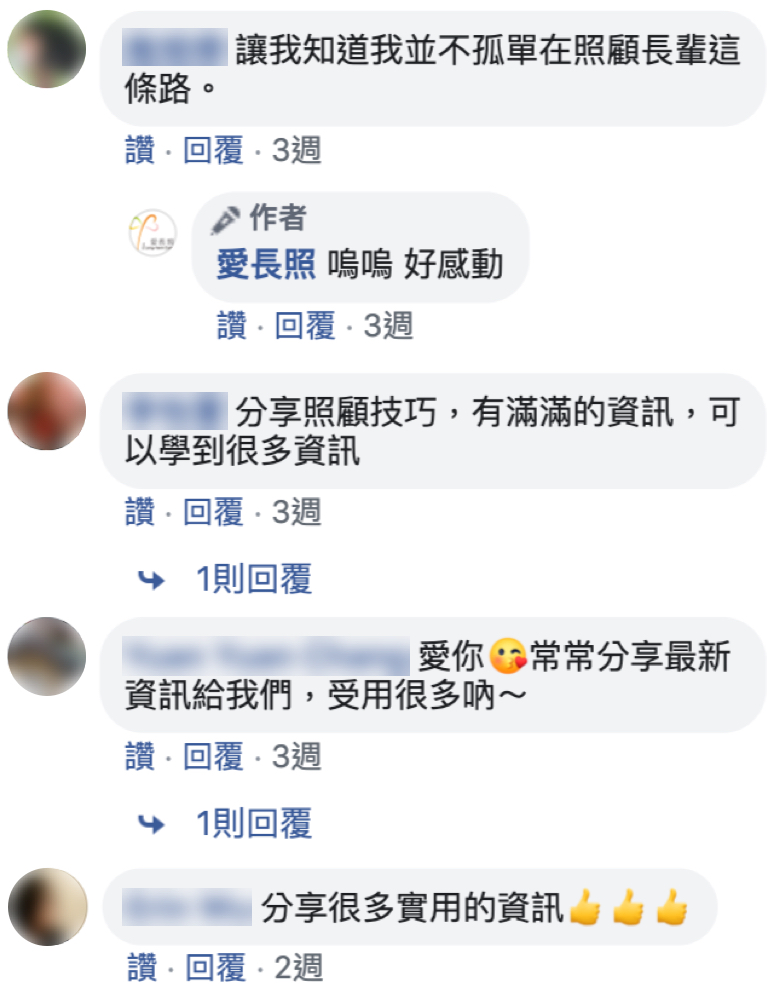 讓我知道我並不孤單在照顧長輩這
條路。
讚 · 回覆 · 3週
作者
愛長照 嗚嗚 好感動
讚 · 回覆 · 3週
分享照顧技巧,有滿滿的資訊,可
以學到很多資訊
讚 · 回覆 · 3週
1則回覆
愛你😘常常分享最新
資訊給我們,受用很多吶～
讚 · 回覆 · 3週
1則回覆
分享很多實用的資訊👍👍👍
讚 · 回覆 · 2週